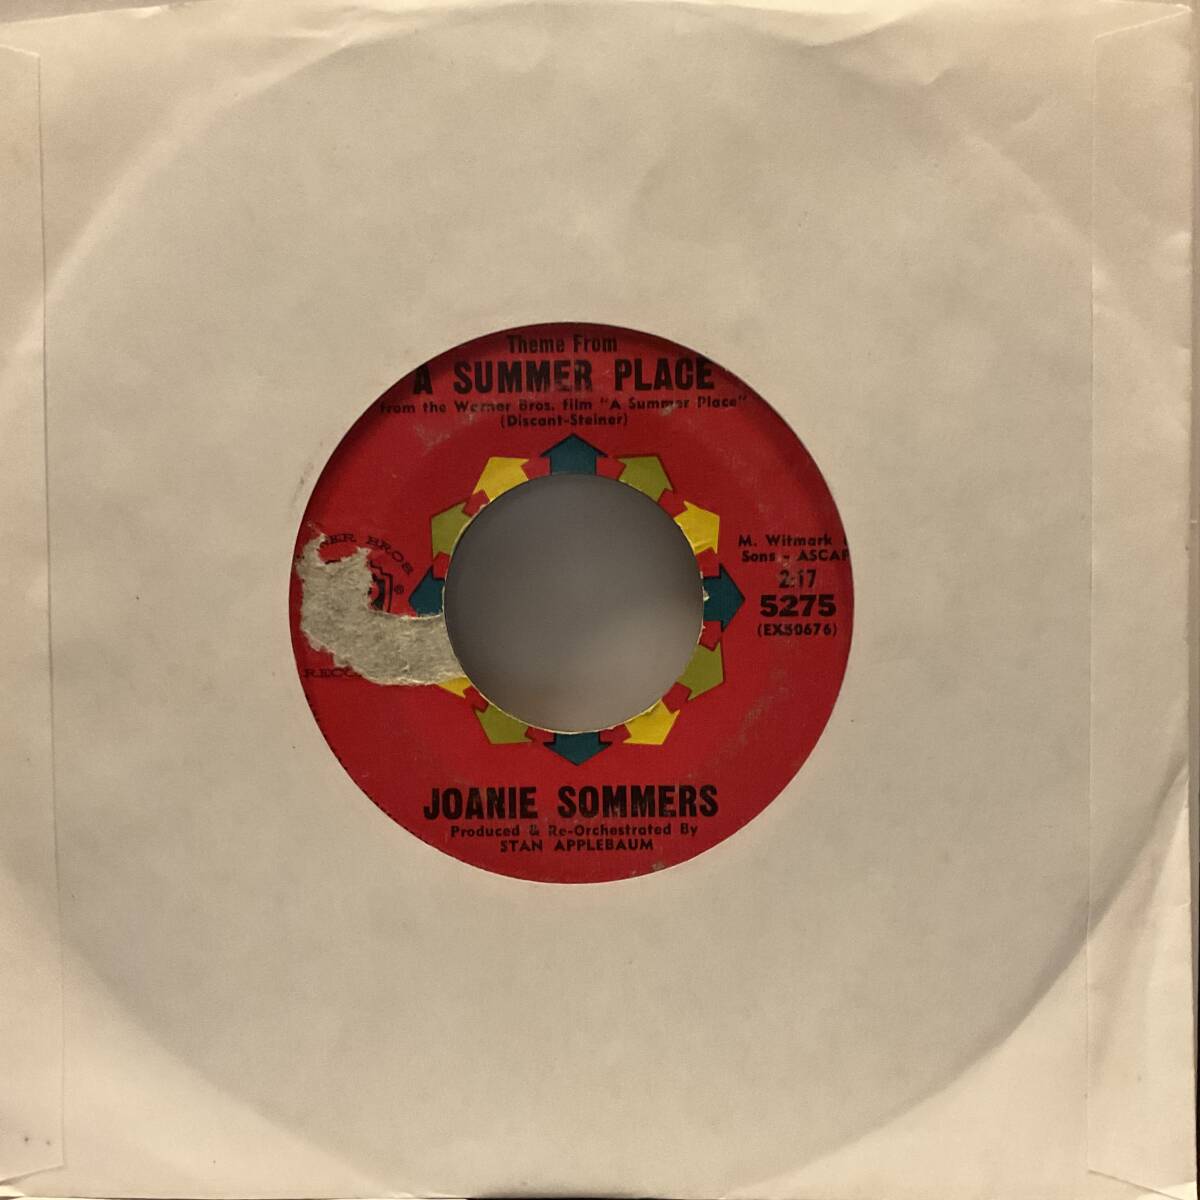 Theme From
A SUMMER PLACE
from the Warner Bros. film "A Summer Place"
(Discant-Steiner)
BROS.
®
M. Witmark &
Sons - ASCAP
2:17
5275
(EX50676)
JOANIE SOMMERS
Produced & Re-Orchestrated By
STAN APPLEBAUM